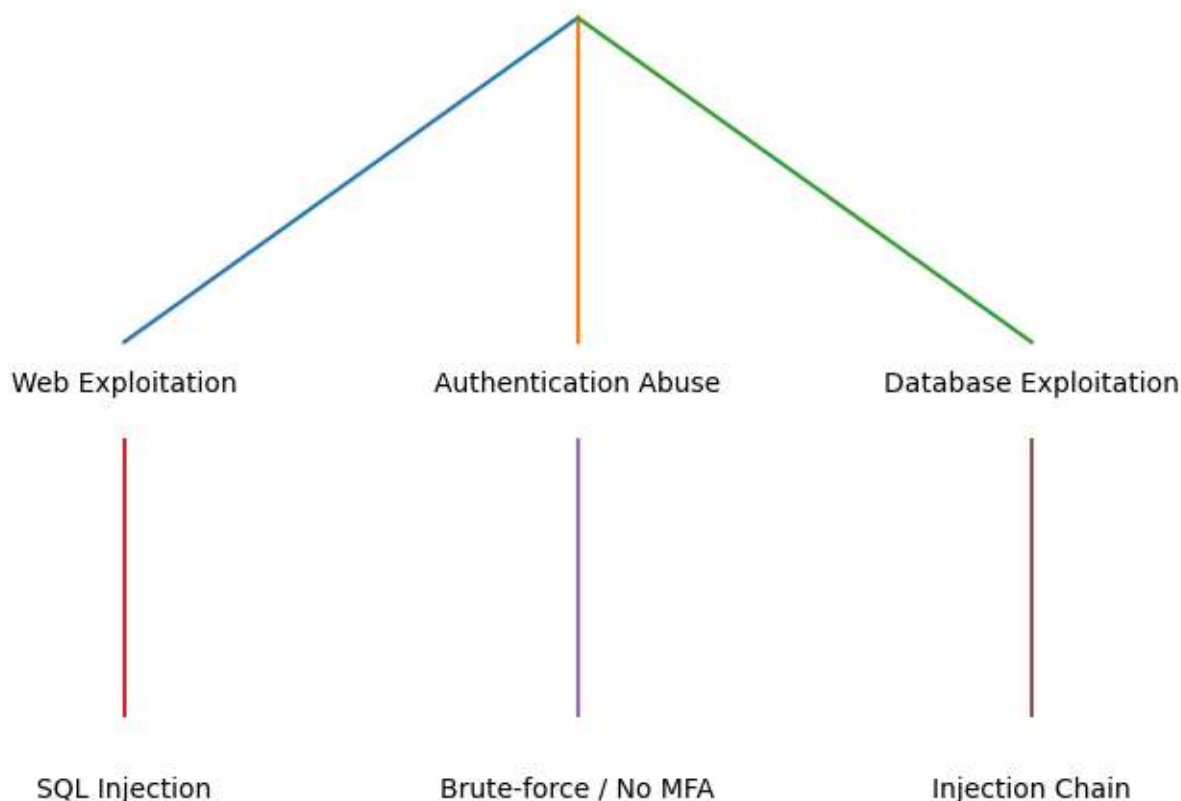 Web Exploitation
Authentication Abuse
Database Exploitation
SQL Injection
Brute-force / No MFA
Injection Chain